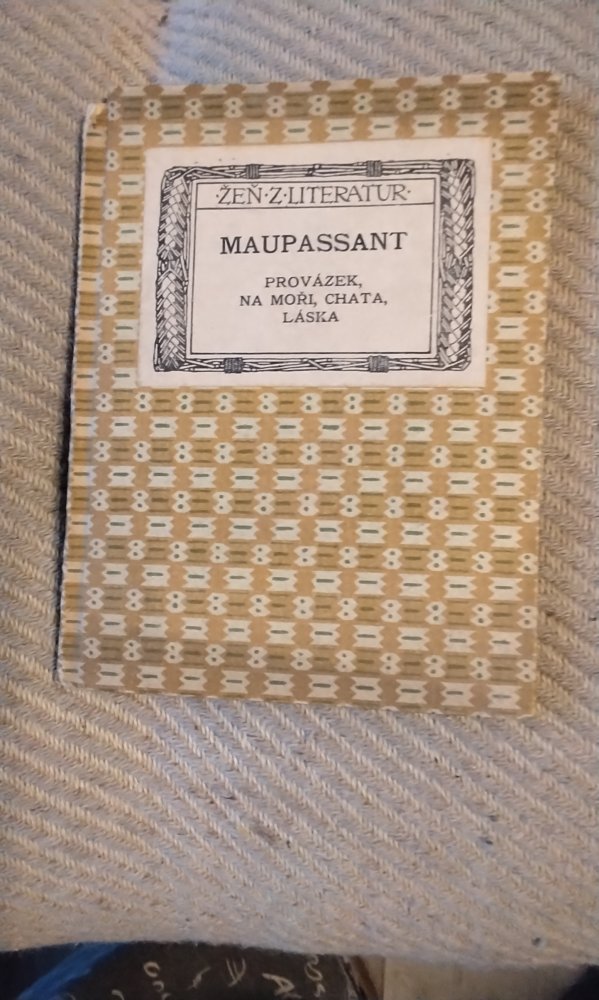 ·ŽEŇ·Z·LITERATUR·
MAUPASSANT
PROVÁZEK,
NA MOŘI, CHATA,
LÁSKA